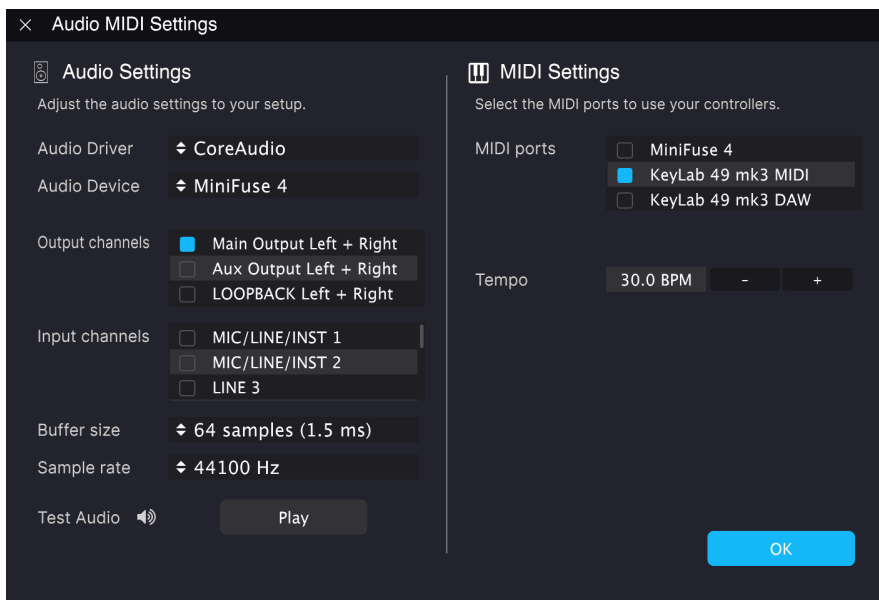 Audio MIDI Settings
Audio Settings
Adjust the audio settings to your setup.
Audio Driver CoreAudio
Audio Device MiniFuse 4
Output channels Main Output Left + Right
Aux Output Left + Right
LOOPBACK Left + Right
Input channels MIC/LINE/INST 1
MIC/LINE/INST 2
LINE 3
Buffer size 64 samples (1.5 ms)
Sample rate 44100 Hz
Test Audio Play
MIDI Settings
Select the MIDI ports to use your controllers.
MIDI ports MiniFuse 4
KeyLab 49 mk3 MIDI
KeyLab 49 mk3 DAW
Tempo 30.0 BPM - +
OK